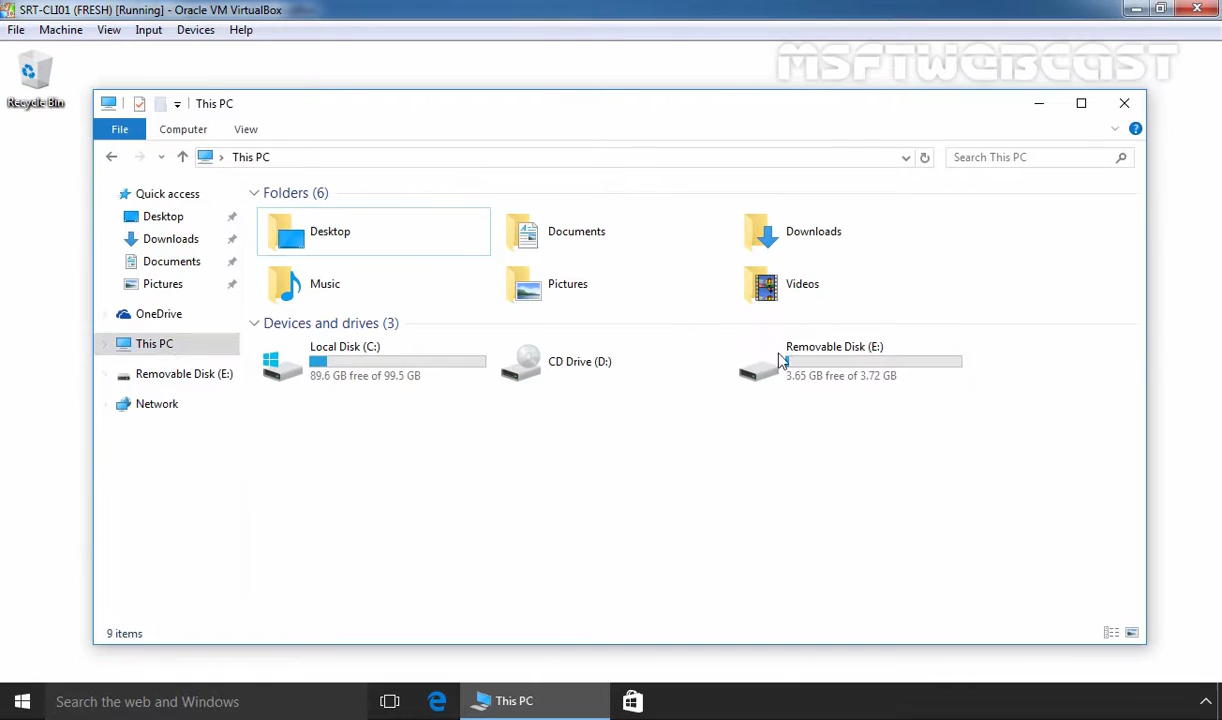 SRT-CLI01 (FRESH) [Running] - Oracle VM VirtualBox
File Machine View Input Devices Help
MSFTWEBCAST
Recycle Bin
This PC
File Computer View
This PC Search This PC
Quick access
Desktop
Downloads
Documents
Pictures
OneDrive
This PC
Removable Disk (E:)
Network
Folders (6)
Desktop Documents Downloads
Music Pictures Videos
Devices and drives (3)
Local Disk (C:)
89.6 GB free of 99.5 GB
CD Drive (D:)
Removable Disk (E:)
3.65 GB free of 3.72 GB
9 items
Search the web and Windows
This PC